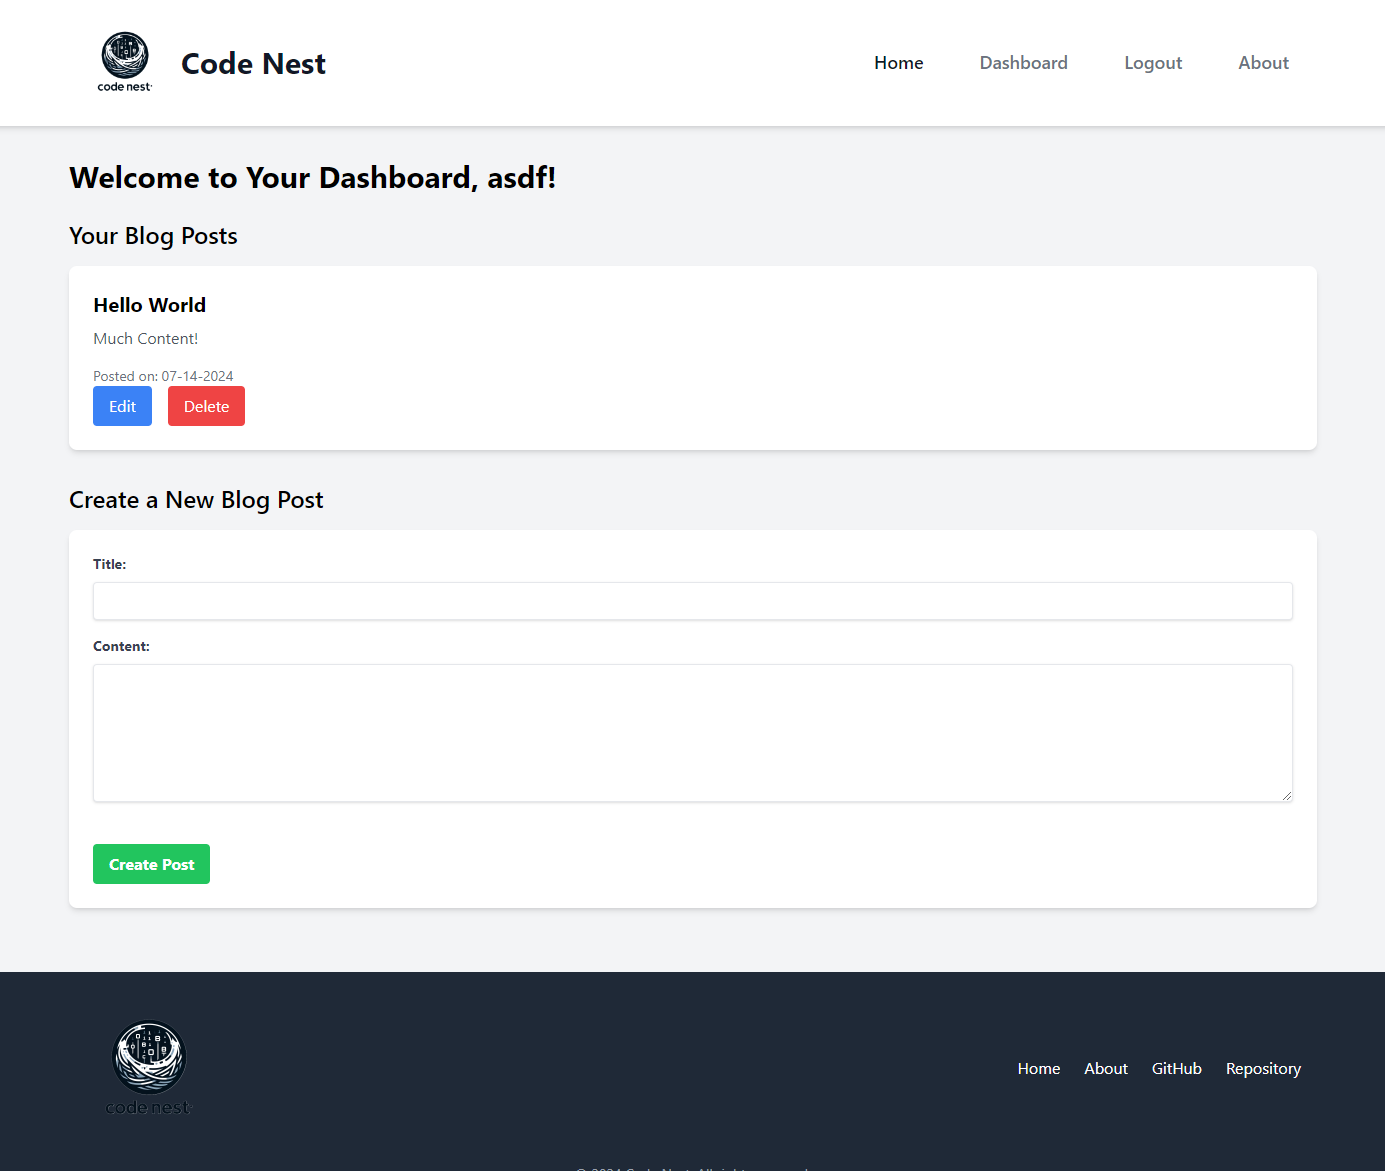 code nest
Code Nest
Home
Dashboard
Logout
About
Welcome to Your Dashboard, asdf!
Your Blog Posts
Hello World
Much Content!
Posted on: 07-14-2024
Edit
Delete
Create a New Blog Post
Title:
Content:
Create Post
code nest
Home
About
GitHub
Repository